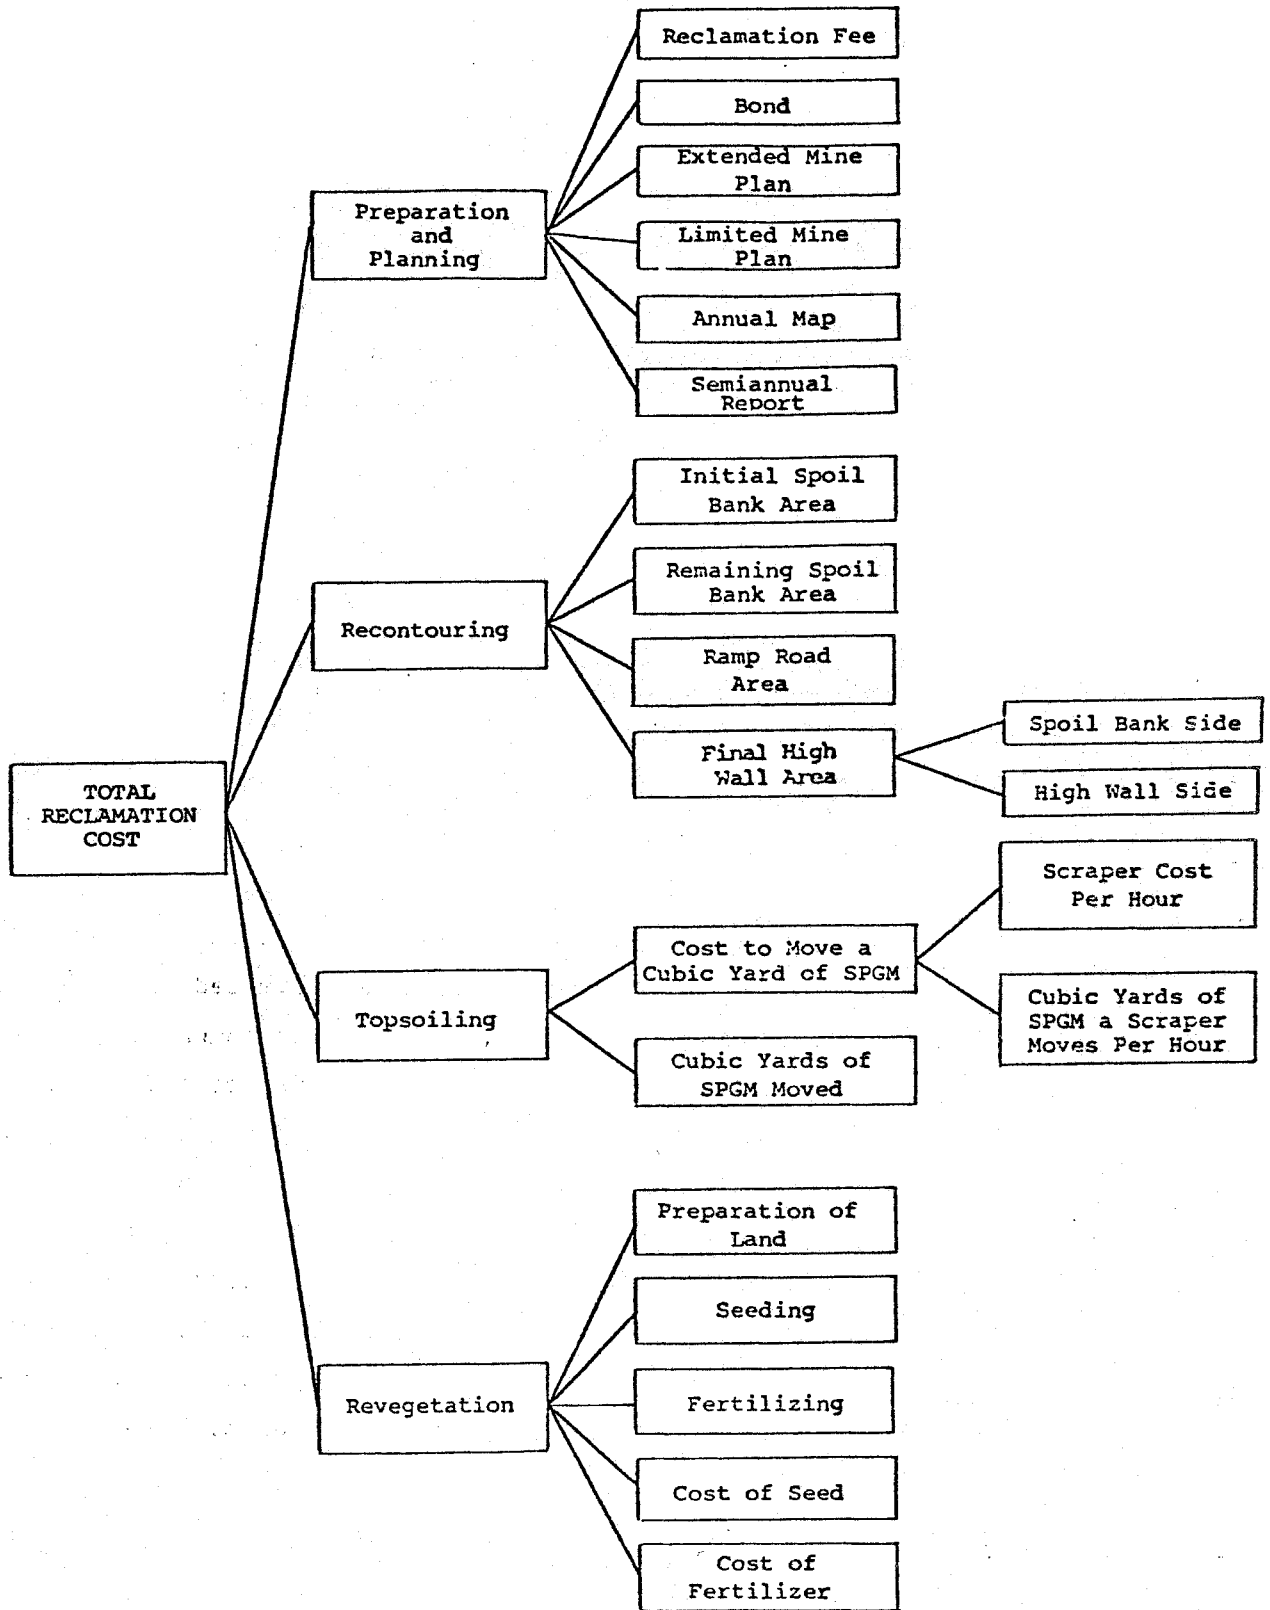 Reclamation Fee
Bond
Extended Mine
Plan
Preparation
and
Planning
Limited Mine
Plan
Annual Map
Semiannual
Report
Initial Spoil
Bank Area
Remaining Spoil
Bank Area
Recontouring
Ramp Road
Area
Final High
Wall Area
Spoil Bank Side
High Wall Side
TOTAL
RECLAMATION
COST
Scraper Cost
Per Hour
Cost to Move a
Cubic Yard of SPGM
Cubic Yards of
SPGM a Scraper
Moves Per Hour
Topsoiling
Cubic Yards of
SPGM Moved
Preparation of
Land
Seeding
Revegetation
Fertilizing
Cost of Seed
Cost of
Fertilizer